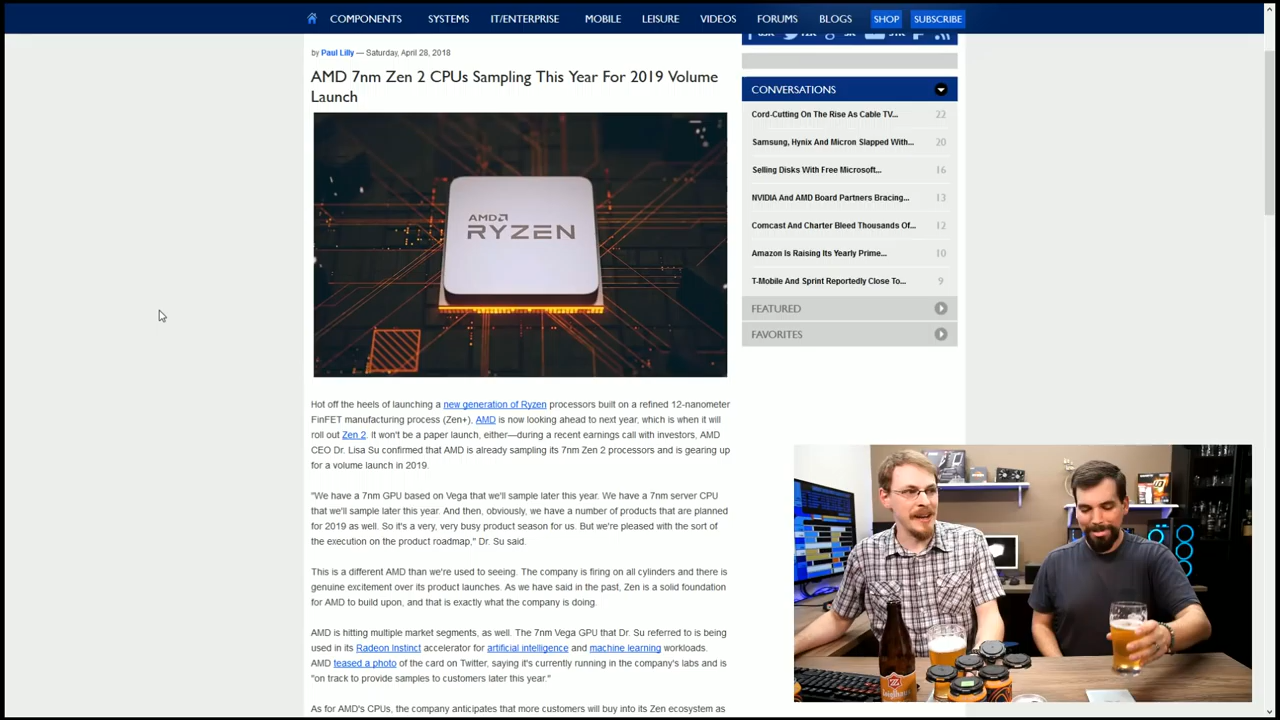 COMPONENTS SYSTEMS IT/ENTERPRISE MOBILE LEISURE VIDEOS FORUMS BLOGS SHOP SUBSCRIBE
by Paul Lilly — Saturday, April 28, 2018
AMD 7nm Zen 2 CPUs Sampling This Year For 2019 Volume
Launch
AMD
RYZEN
Hot off the heels of launching a new generation of Ryzen processors built on a refined 12-nanometer
FinFET manufacturing process (Zen+), AMD is now looking ahead to next year, which is when it will
roll out Zen 2. It won't be a paper launch, either—during a recent earnings call with investors, AMD
CEO Dr. Lisa Su confirmed that AMD is already sampling its 7nm Zen 2 processors and is gearing up
for a volume launch in 2019.
"We have a 7nm GPU based on Vega that we'll sample later this year. We have a 7nm server CPU
that we'll sample later this year. And then, obviously, we have a number of products that are planned
for 2019 as well. So it's a very, very busy product season for us. But we're pleased with the sort of
the execution on the product roadmap," Dr. Su said.
This is a different AMD than we're used to seeing. The company is firing on all cylinders and there is
genuine excitement over its product launches. As we have said in the past, Zen is a solid foundation
for AMD to build upon, and that is exactly what the company is doing.
AMD is hitting multiple market segments, as well. The 7nm Vega GPU that Dr. Su referred to is being
used in its Radeon Instinct accelerator for artificial intelligence and machine learning workloads.
AMD teased a photo of the card on Twitter, saying it's currently running in the company's labs and is
"on track to provide samples to customers later this year."
As for AMD's CPUs, the company anticipates that more customers will buy into its Zen ecosystem as
CONVERSATIONS
Cord-Cutting On The Rise As Cable TV... 22
Samsung, Hynix And Micron Slapped With... 20
Selling Disks With Free Microsoft... 16
NVIDIA And AMD Board Partners Bracing... 13
Comcast And Charter Bleed Thousands Of... 12
Amazon Is Raising Its Yearly Prime... 10
T-Mobile And Sprint Reportedly Close To... 9
FEATURED
FAVORITES